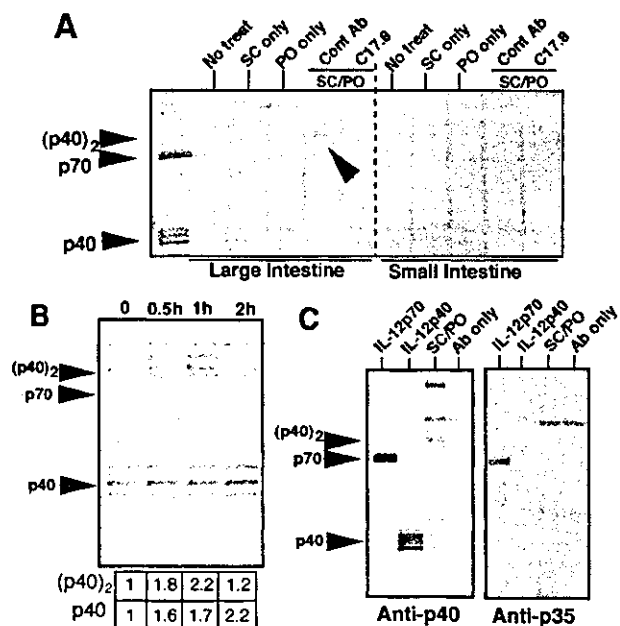 A
No treat
SC only
PO only
Cont Ab
C17.8
SC/PO
No treat
SC only
PO only
Cont Ab
C17.8
SC/PO
(p40)2
p70
p40
Large Intestine
Small Intestine
B
0 0.5h 1h 2h
(p40)2
p70
p40
(p40)2 1 1.8 2.2 1.2
p40 1 1.6 1.7 2.2
C
IL-12p70
IL-12p40
SC/PO
Ab only
IL-12p70
IL-12p40
SC/PO
Ab only
(p40)2
p70
p40
Anti-p40
Anti-p35